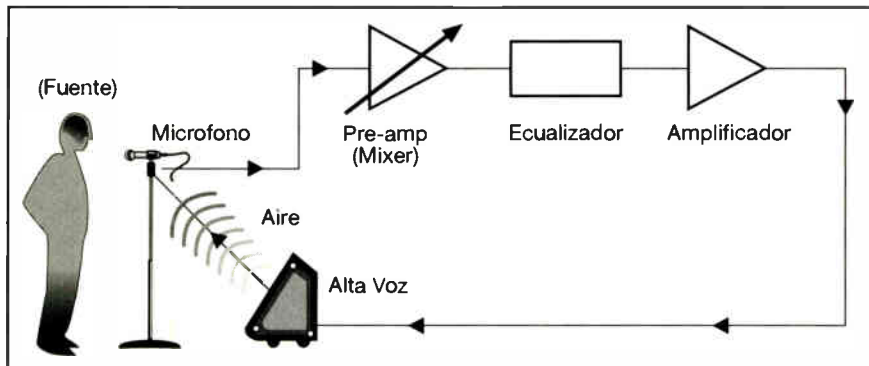 (Fuente)
Microfono
Pre-amp
(Mixer)
Ecualizador
Amplificador
Aire
Alta Voz